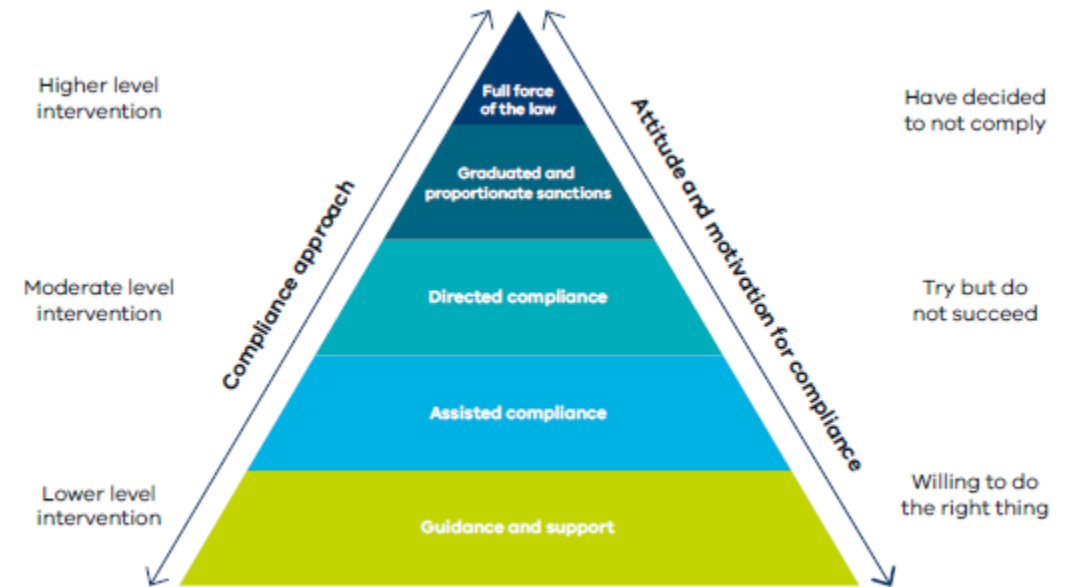 Higher level
intervention
Full force
of the law
Have decided
to not comply
Graduated and
proportionate sanctions
Compliance approach
Attitude and motivation for compliance
Moderate level
intervention
Directed compliance
Try but do
not succeed
Assisted compliance
Lower level
intervention
Guidance and support
Willing to do
the right thing